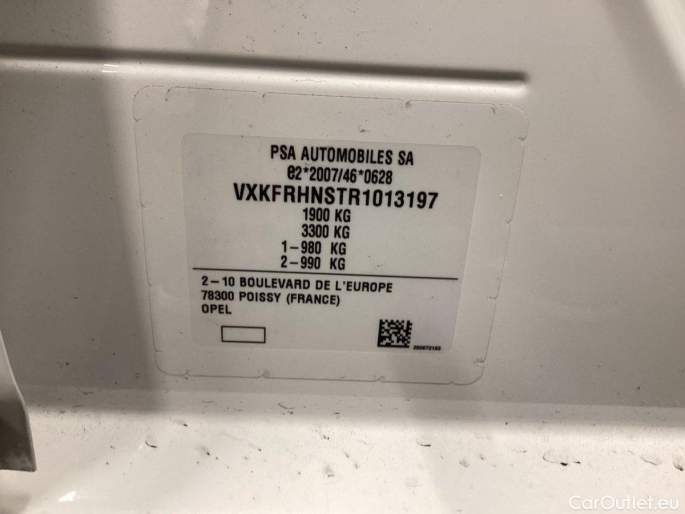 PSA AUTOMOBILES SA
e2*2007/46*0628
VXKFRHNSTR1013197
1900 KG
3300 KG
1-980 KG
2-990 KG
2-10 BOULEVARD DE L'EUROPE
78300 POISSY (FRANCE)
OPEL
CarOutlet.eu